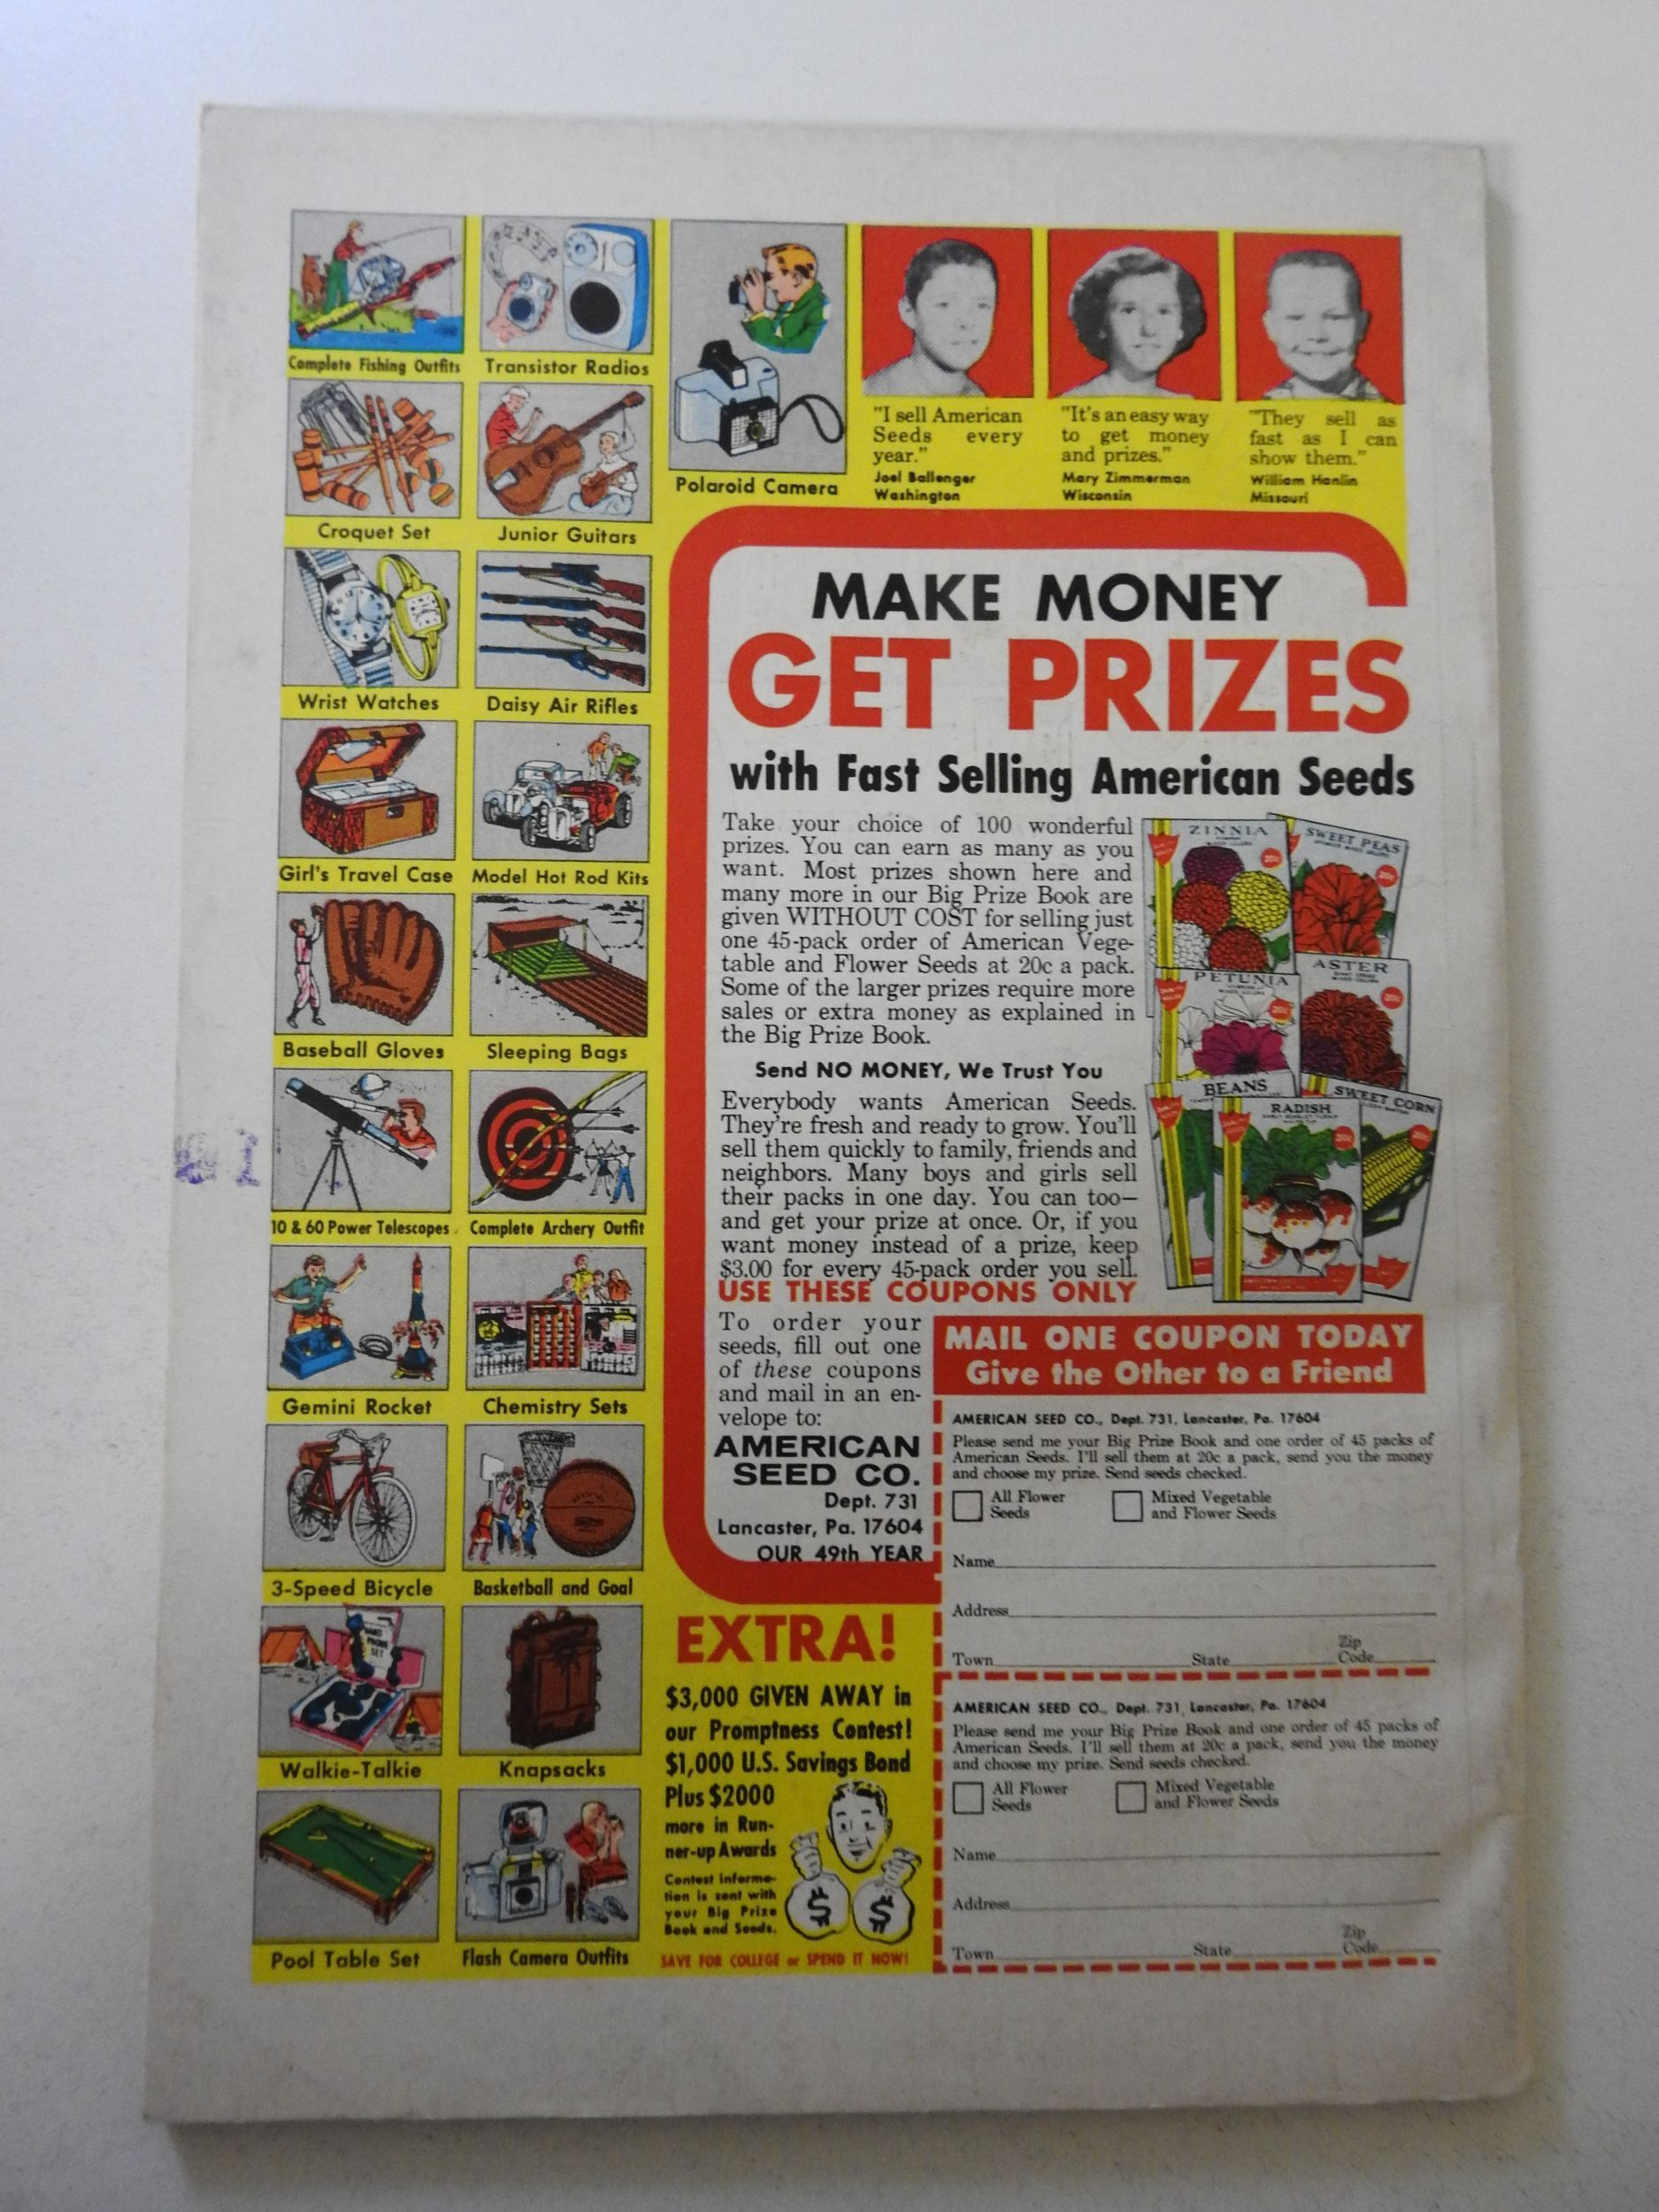 Complete Fishing Outfits
Transistor Radios
Polaroid Camera
Croquet Set
Junior Guitars
Wrist Watches
Daisy Air Rifles
Girl's Travel Case
Model Hot Rod Kits
Baseball Gloves
Sleeping Bags
10 & 60 Power Telescopes
Complete Archery Outfit
Gemini Rocket
Chemistry Sets
3-Speed Bicycle
Basketball and Goal
Walkie-Talkie
Knapsacks
Pool Table Set
Flash Camera Outfits
"I sell American
Seeds every
year."
Joel Ballenger
Washington
"It's an easy way
to get money
and prizes."
Mary Zimmerman
Wisconsin
"They sell as
fast as I can
show them."
William Hanlin
Missouri
MAKE MONEY
GET PRIZES
with Fast Selling American Seeds
Take your choice of 100 wonderful
prizes. You can earn as many as you
want. Most prizes shown here and
many more in our Big Prize Book are
given WITHOUT COST for selling just
one 45-pack order of American Vege-
table and Flower Seeds at 20c a pack.
Some of the larger prizes require more
sales or extra money as explained in
the Big Prize Book.
Send NO MONEY, We Trust You
Everybody wants American Seeds.
They're fresh and ready to grow. You'll
sell them quickly to family, friends and
neighbors. Many boys and girls sell
their packs in one day. You can too—
and get your prize at once. Or, if you
want money instead of a prize, keep
$3.00 for every 45-pack order you sell.
USE THESE COUPONS ONLY
ZINNIA
20c
SWEET PEAS
20c
PETUNIA
20c
ASTER
20c
BEANS
RADISH
20c
SWEET CORN
20c
To order your
seeds, fill out one
of these coupons
and mail in an en-
velope to:
AMERICAN
SEED CO.
Dept. 731
Lancaster, Pa. 17604
OUR 49th YEAR
MAIL ONE COUPON TODAY
Give the Other to a Friend
AMERICAN SEED CO., Dept. 731, Lancaster, Pa. 17604
Please send me your Big Prize Book and one order of 45 packs of
American Seeds. I'll sell them at 20c a pack, send you the money
and choose my prize. Send seeds checked.
All Flower
Seeds
Mixed Vegetable
and Flower Seeds
Name
Address
Town State Zip
Code
AMERICAN SEED CO., Dept. 731, Lancaster, Pa. 17604
Please send me your Big Prize Book and one order of 45 packs of
American Seeds. I'll sell them at 20c a pack, send you the money
and choose my prize. Send seeds checked.
All Flower
Seeds
Mixed Vegetable
and Flower Seeds
Name
Address
Town State Zip
Code
EXTRA!
$3,000 GIVEN AWAY in
our Promptness Contest!
$1,000 U.S. Savings Bond
Plus $2000
more in Run-
ner-up Awards
Contest informa-
tion is sent with
your Big Prize
Book and Seeds.
$ $
SAVE FOR COLLEGE or SPEND IT NOW!